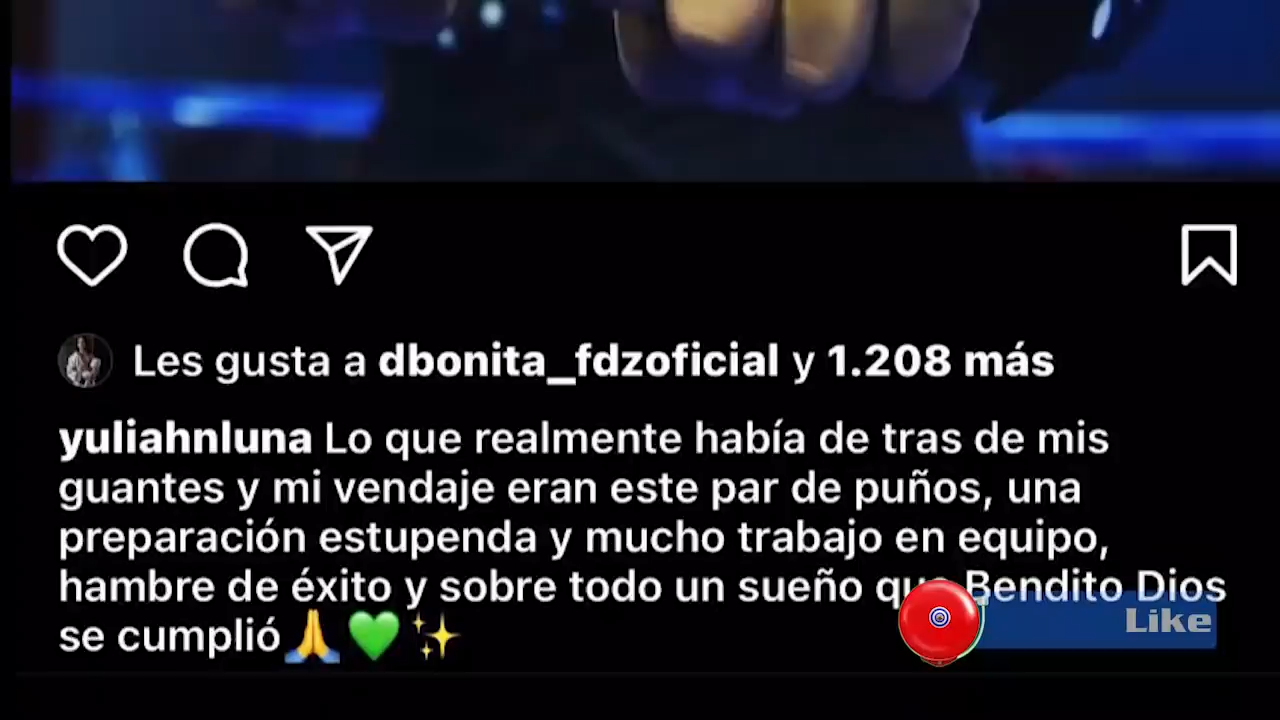 Les gusta a dbonita_fdzoficial y 1.208 más
yuliahnluna Lo que realmente había de tras de mis
guantes y mi vendaje eran este par de puños, una
preparación estupenda y mucho trabajo en equipo,
hambre de éxito y sobre todo un sueño que Bendito Dios
se cumplió🙏💚✨
Like